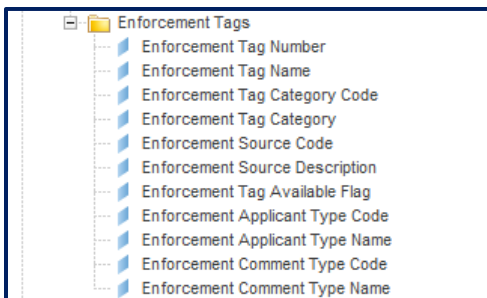 Enforcement Tags
Enforcement Tag Number
Enforcement Tag Name
Enforcement Tag Category Code
Enforcement Tag Category
Enforcement Source Code
Enforcement Source Description
Enforcement Tag Available Flag
Enforcement Applicant Type Code
Enforcement Applicant Type Name
Enforcement Comment Type Code
Enforcement Comment Type Name